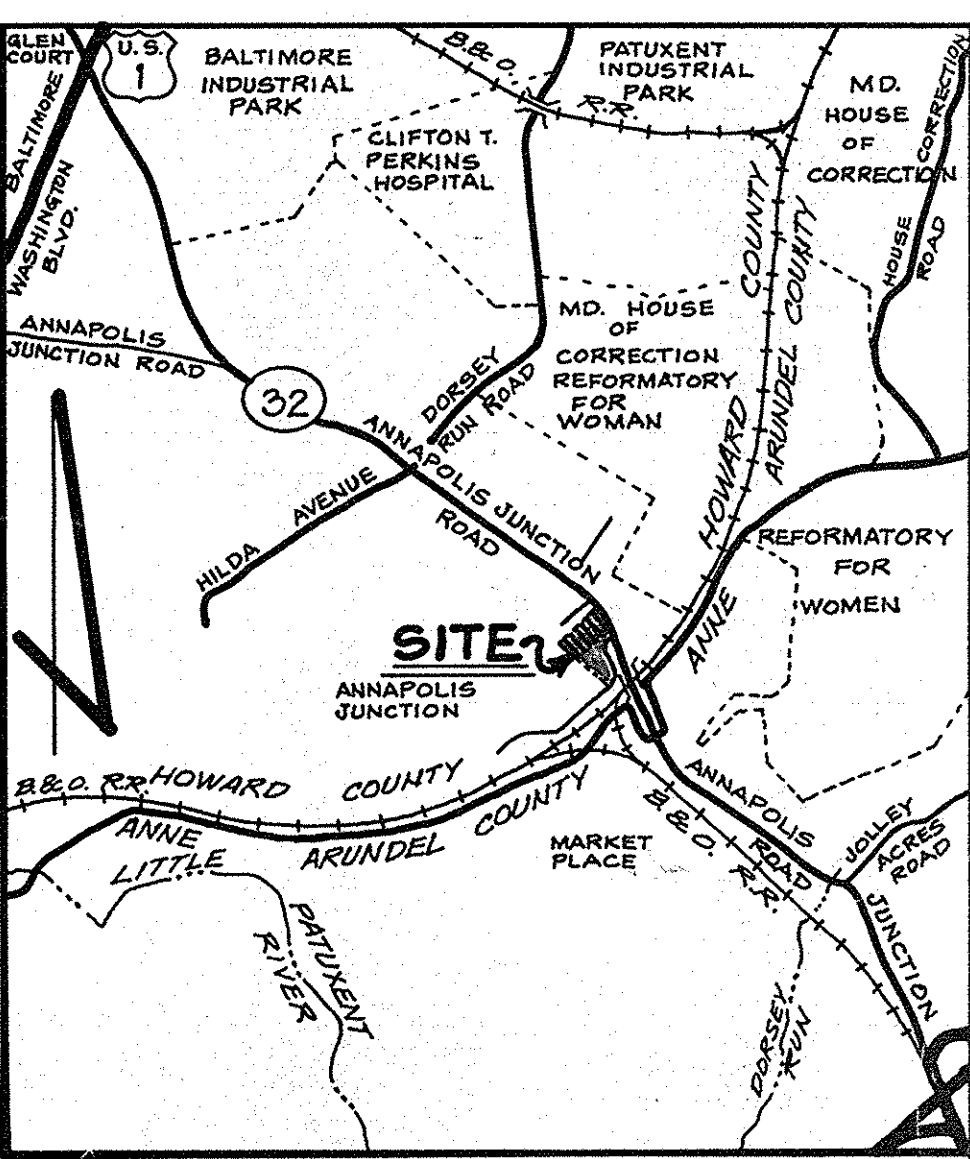 GLEN
COURT
U.S.
1
BALTIMORE
INDUSTRIAL
PARK
B.&O.
R.R.
PATUXENT
INDUSTRIAL
PARK
MD.
HOUSE
OF
CORRECTION
CORRECTION
HOUSE
ROAD
BALTIMORE
WASHINGTON
BLVD.
CLIFTON T.
PERKINS
HOSPITAL
HOWARD COUNTY
ANNE ARUNDEL COUNTY
ANNAPOLIS
JUNCTION ROAD
MD. HOUSE
OF
CORRECTION
REFORMATORY
FOR
WOMAN
DORSEY
RUN ROAD
32
ANNAPOLIS JUNCTION
ROAD
HILDA AVENUE
REFORMATORY
FOR
WOMEN
SITE
ANNAPOLIS
JUNCTION
B.&O. R.R.
HOWARD COUNTY
ANNE ARUNDEL COUNTY
LITTLE
PATUXENT
RIVER
MARKET
PLACE
B.&O.
R.R.
ANNAPOLIS
ROAD
JUNCTION
JOLLEY
ACRES
ROAD
DORSEY
RUN